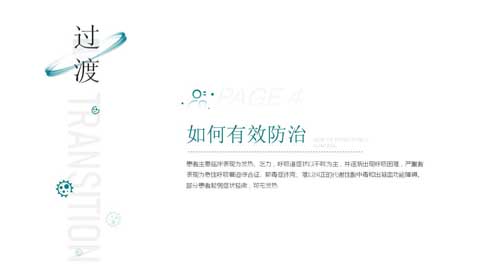 过渡
TRANSITION
PAGE 4
如何有效防治
患者主要临床表现为发热、乏力，呼吸道症状以干咳为主，并逐渐出现呼吸困难，严重者
表现为急性呼吸窘迫综合征、脓毒症休克、难以纠正的代谢性酸中毒和出凝血功能障碍。
部分患者起病症状轻微，可无发热